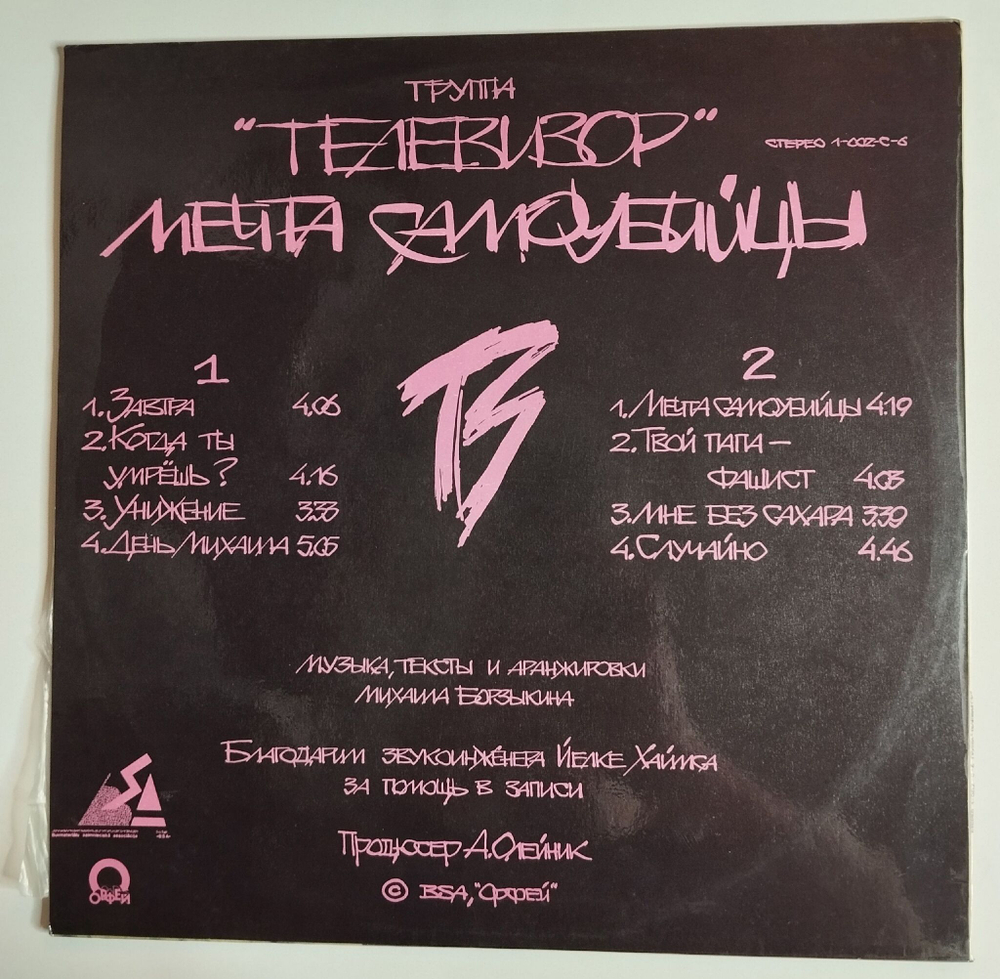 ГРУППА
"ТЕЛЕВИЗОР"
СТЕРЕО 1-002-С-6
МЕЧТА САМОУБИЙЦЫ
ТВ
1
1. Завтра 4.06
2. Когда ты
умрёшь? 4.16
3. Унижение 3.33
4. День Михаила 5.05
2
1. Мечта самоубийцы 4.19
2. Твой папа —
фашист 4.03
3. Мне без сахара 3.39
4. Случайно 4.46
Музыка, тексты и аранжировки
Михаила Борзыкина
Благодарим звукоинженера Йелке Хаймса
за помощь в записи
Продюссер - А. Олейник
© BSA, "Орфей"
Орфей